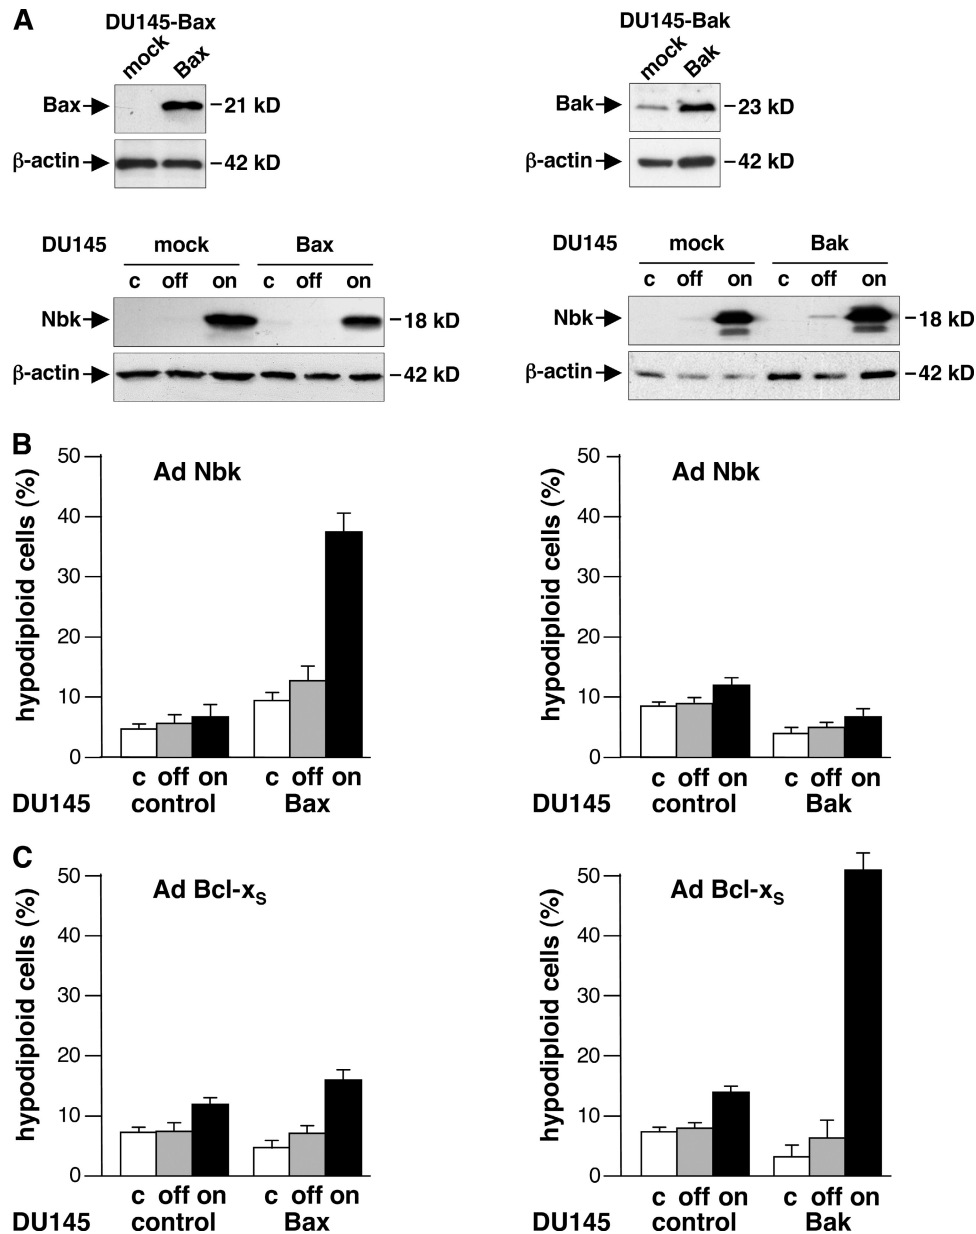 A
DU145-Bax
mock Bax
Bax 21 kD
β-actin 42 kD
DU145-Bak
mock Bak
Bak 23 kD
β-actin 42 kD
DU145 mock Bax
c off on c off on
Nbk 18 kD
β-actin 42 kD
DU145 mock Bak
c off on c off on
Nbk 18 kD
β-actin 42 kD
B
Ad Nbk
hypodiploid cells (%)
50
40
30
20
10
0
c off on c off on
DU145 control Bax
Ad Nbk
hypodiploid cells (%)
50
40
30
20
10
0
c off on c off on
DU145 control Bak
C
Ad Bcl-xS
hypodiploid cells (%)
50
40
30
20
10
0
c off on c off on
DU145 control Bax
Ad Bcl-xS
hypodiploid cells (%)
50
40
30
20
10
0
c off on c off on
DU145 control Bak